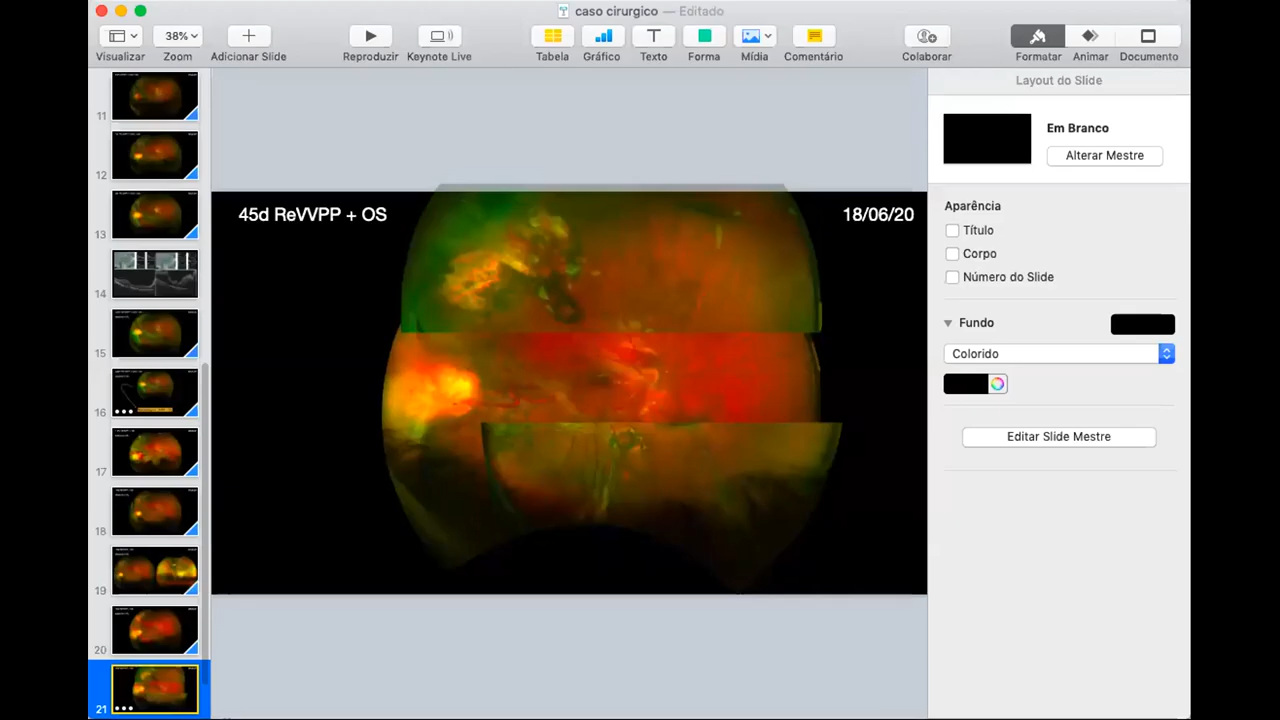 caso cirurgico — Editado
38%
Visualizar
Zoom
Adicionar Slide
Reproduzir
Keynote Live
Tabela
Gráfico
Texto
Forma
Mídia
Comentário
Colaborar
Formatar
Animar
Documento
Layout do Slide
Em Branco
Alterar Mestre
Aparência
Título
Corpo
Número do Slide
Fundo
Colorido
Editar Slide Mestre
45d ReVVPP + OS
18/06/20
11
12
13
14
15
16
17
18
19
20
21